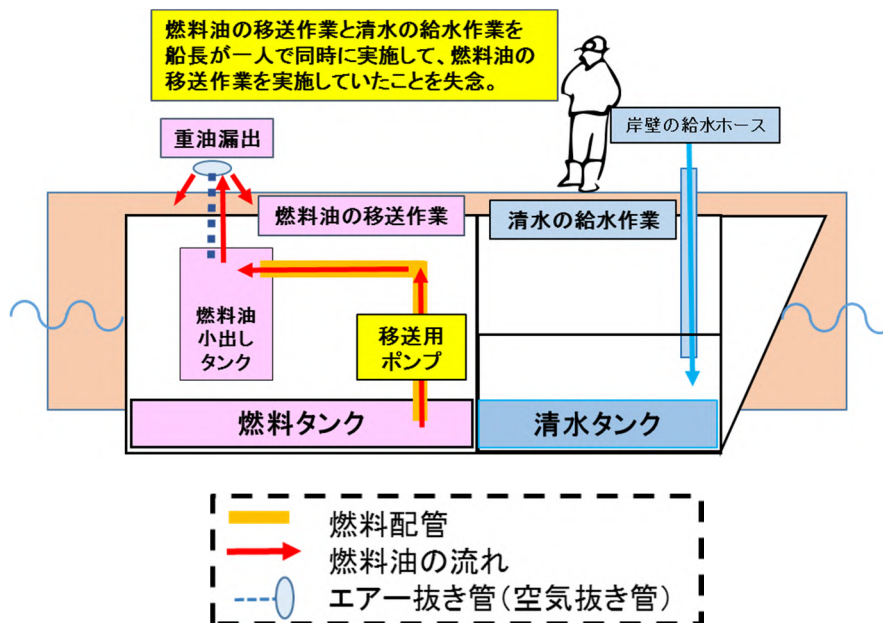 燃料油の移送作業と清水の給水作業を
船長が一人で同時に実施して、燃料油の
移送作業を実施していたことを失念。
岸壁の給水ホース
重油漏出
燃料油の移送作業
清水の給水作業
燃料油
小出し
タンク
移送用
ポンプ
燃料タンク
清水タンク
燃料配管
燃料油の流れ
エアー抜き管(空気抜き管)